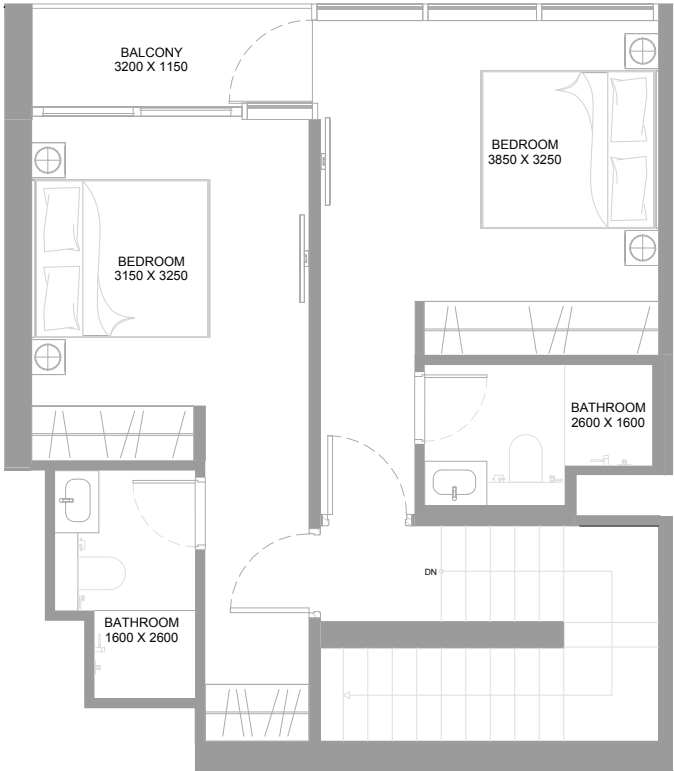 BALCONY
3200 X 1150
BEDROOM
3850 X 3250
BEDROOM
3150 X 3250
BATHROOM
2600 X 1600
DN
BATHROOM
1600 X 2600